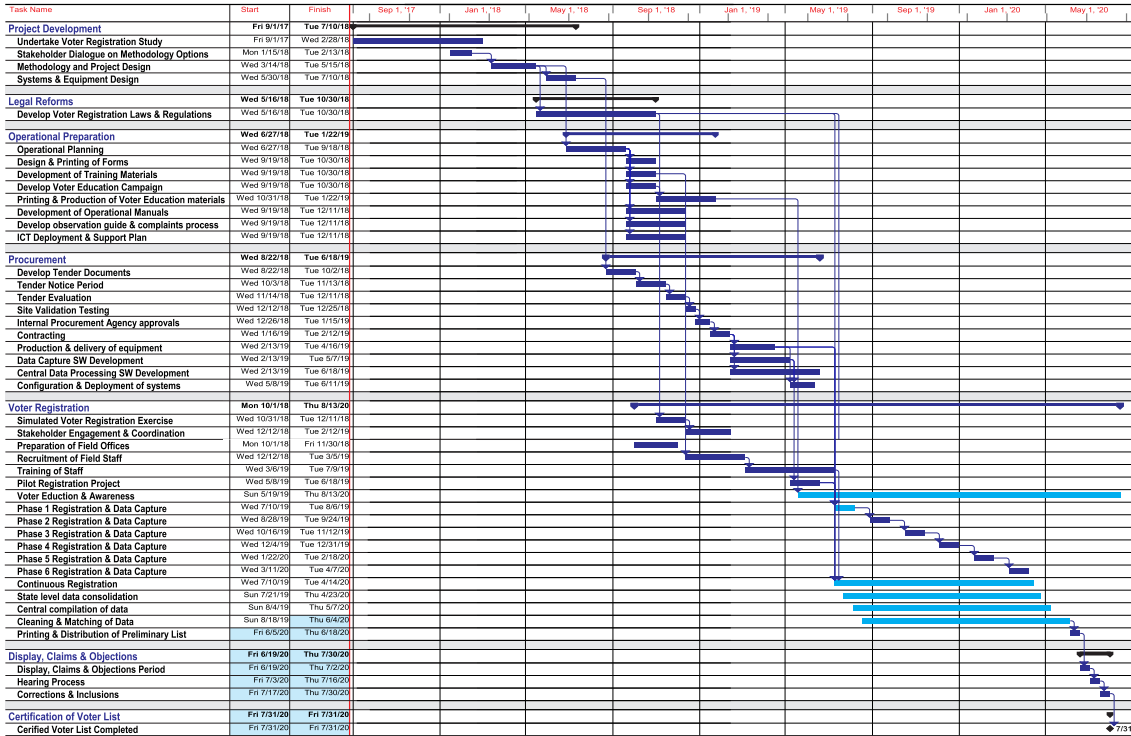 Task Name Start Finish Sep 1, '17 Jan 1, '18 May 1, '18 Sep 1, '18 Jan 1, '19 May 1, '19 Sep 1, '19 Jan 1, '20 May 1, '20
Project Development Fri 9/1/17 Tue 7/10/18
Undertake Voter Registration Study Fri 9/1/17 Wed 2/28/18
Stakeholder Dialogue on Methodology Options Mon 1/15/18 Tue 2/13/18
Methodology and Project Design Wed 3/14/18 Tue 5/15/18
Systems & Equipment Design Wed 5/30/18 Tue 7/10/18
Legal Reforms Wed 5/16/18 Tue 10/30/18
Develop Voter Registration Laws & Regulations Wed 5/16/18 Tue 10/30/18
Operational Preparation Wed 6/27/18 Tue 1/22/19
Operational Planning Wed 6/27/18 Tue 9/18/18
Design & Printing of Forms Wed 9/19/18 Tue 10/30/18
Development of Training Materials Wed 9/19/18 Tue 10/30/18
Develop Voter Education Campaign Wed 9/19/18 Tue 10/30/18
Printing & Production of Voter Education materials Wed 10/31/18 Tue 1/22/19
Development of Operational Manuals Wed 9/19/18 Tue 12/11/18
Develop observation guide & complaints process Wed 9/19/18 Tue 12/11/18
ICT Deployment & Support Plan Wed 9/19/18 Tue 12/11/18
Procurement Wed 8/22/18 Tue 6/18/19
Develop Tender Documents Wed 8/22/18 Tue 10/2/18
Tender Notice Period Wed 10/3/18 Tue 11/13/18
Tender Evaluation Wed 11/14/18 Tue 12/11/18
Site Validation Testing Wed 12/12/18 Tue 12/25/18
Internal Procurement Agency approvals Wed 12/26/18 Tue 1/15/19
Contracting Wed 1/16/19 Tue 2/12/19
Production & delivery of equipment Wed 2/13/19 Tue 4/16/19
Data Capture SW Development Wed 2/13/19 Tue 5/7/19
Central Data Processing SW Development Wed 2/13/19 Tue 6/18/19
Configuration & Deployment of systems Wed 5/8/19 Tue 6/11/19
Voter Registration Mon 10/1/18 Thu 8/13/20
Simulated Voter Registration Exercise Wed 10/31/18 Tue 12/11/18
Stakeholder Engagement & Coordination Wed 12/12/18 Tue 2/12/19
Preparation of Field Offices Mon 10/1/18 Fri 11/30/18
Recruitment of Field Staff Wed 12/12/18 Tue 3/5/19
Training of Staff Wed 3/6/19 Tue 7/9/19
Pilot Registration Project Wed 5/8/19 Tue 6/18/19
Voter Eduction & Awareness Sun 5/19/19 Thu 8/13/20
Phase 1 Registration & Data Capture Wed 7/10/19 Tue 8/6/19
Phase 2 Registration & Data Capture Wed 8/28/19 Tue 9/24/19
Phase 3 Registration & Data Capture Wed 10/16/19 Tue 11/12/19
Phase 4 Registration & Data Capture Wed 12/4/19 Tue 12/31/19
Phase 5 Registration & Data Capture Wed 1/22/20 Tue 2/18/20
Phase 6 Registration & Data Capture Wed 3/11/20 Tue 4/7/20
Continuous Registration Wed 7/10/19 Tue 4/14/20
State level data consolidation Sun 7/21/19 Thu 4/23/20
Central compilation of data Sun 8/4/19 Thu 5/7/20
Cleaning & Matching of Data Sun 8/18/19 Thu 6/4/20
Printing & Distribution of Preliminary List Fri 6/5/20 Thu 6/18/20
Display, Claims & Objections Fri 6/19/20 Thu 7/30/20
Display, Claims & Objections Period Fri 6/19/20 Thu 7/2/20
Hearing Process Fri 7/3/20 Thu 7/16/20
Corrections & Inclusions Fri 7/17/20 Thu 7/30/20
Certification of Voter List Fri 7/31/20 Fri 7/31/20
Cerified Voter List Completed Fri 7/31/20 Fri 7/31/20 7/31